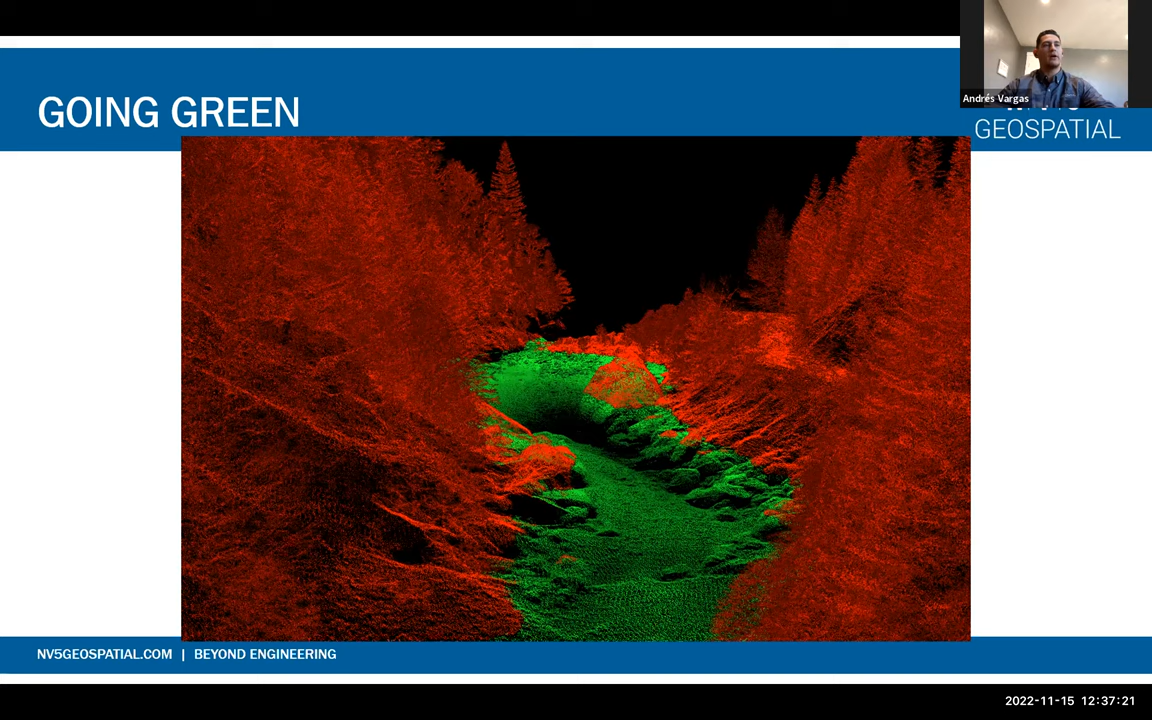 GOING GREEN
Andrés Vargas
GEOSPATIAL
NV5GEOSPATIAL.COM | BEYOND ENGINEERING
2022-11-15 12:37:21